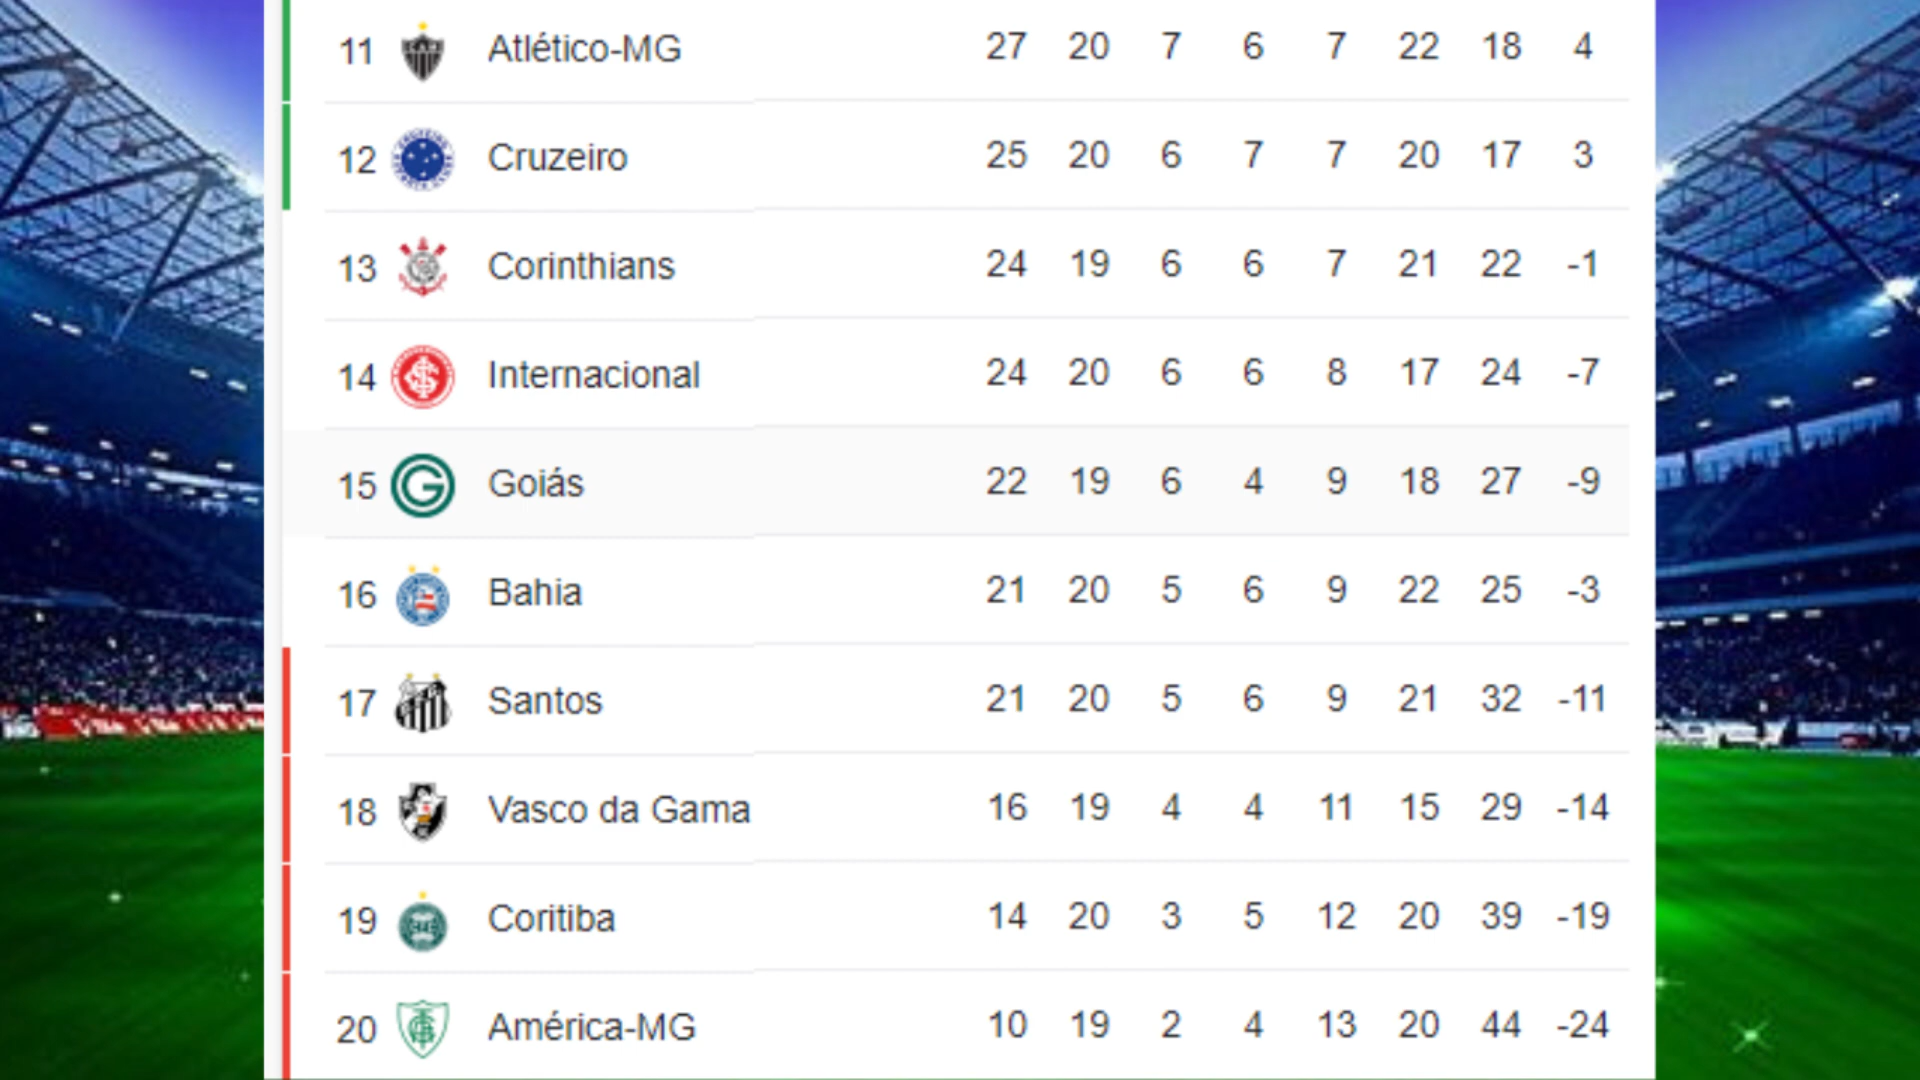 11 Atlético-MG 27 20 7 6 7 22 18 4
12 Cruzeiro 25 20 6 7 7 20 17 3
13 Corinthians 24 19 6 6 7 21 22 -1
14 Internacional 24 20 6 6 8 17 24 -7
15 Goiás 22 19 6 4 9 18 27 -9
16 Bahia 21 20 5 6 9 22 25 -3
17 Santos 21 20 5 6 9 21 32 -11
18 Vasco da Gama 16 19 4 4 11 15 29 -14
19 Coritiba 14 20 3 5 12 20 39 -19
20 América-MG 10 19 2 4 13 20 44 -24